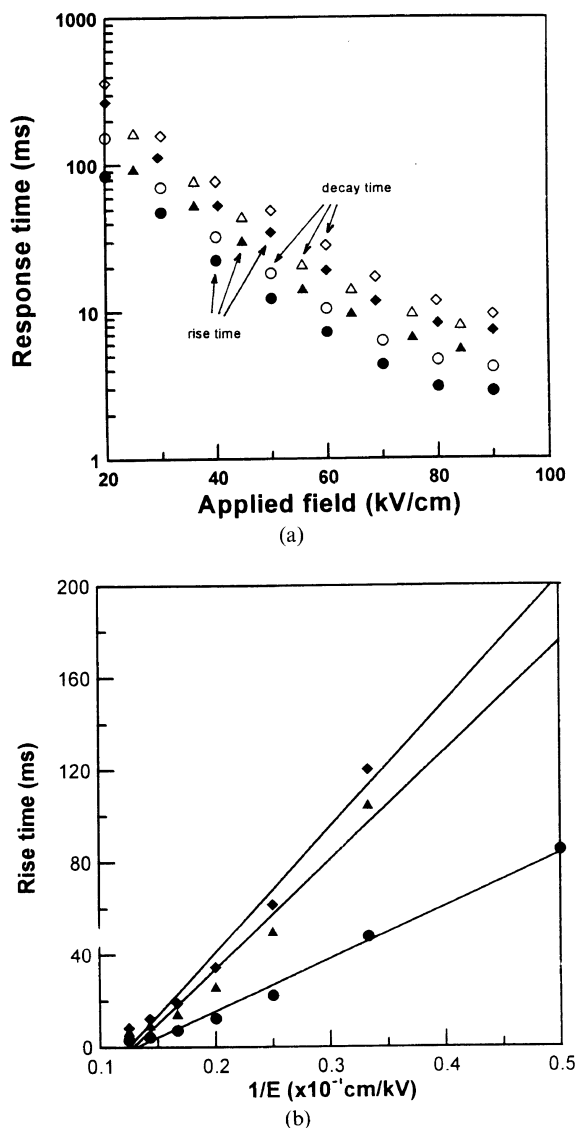 1000
100
10
1
Response time (ms)
decay time
rise time
20
40
60
80
100
Applied field (kV/cm)
(a)
200
160
120
80
40
0
Rise time (ms)
0.1
0.2
0.3
0.4
0.5
1/E (x10⁻¹cm/kV)
(b)